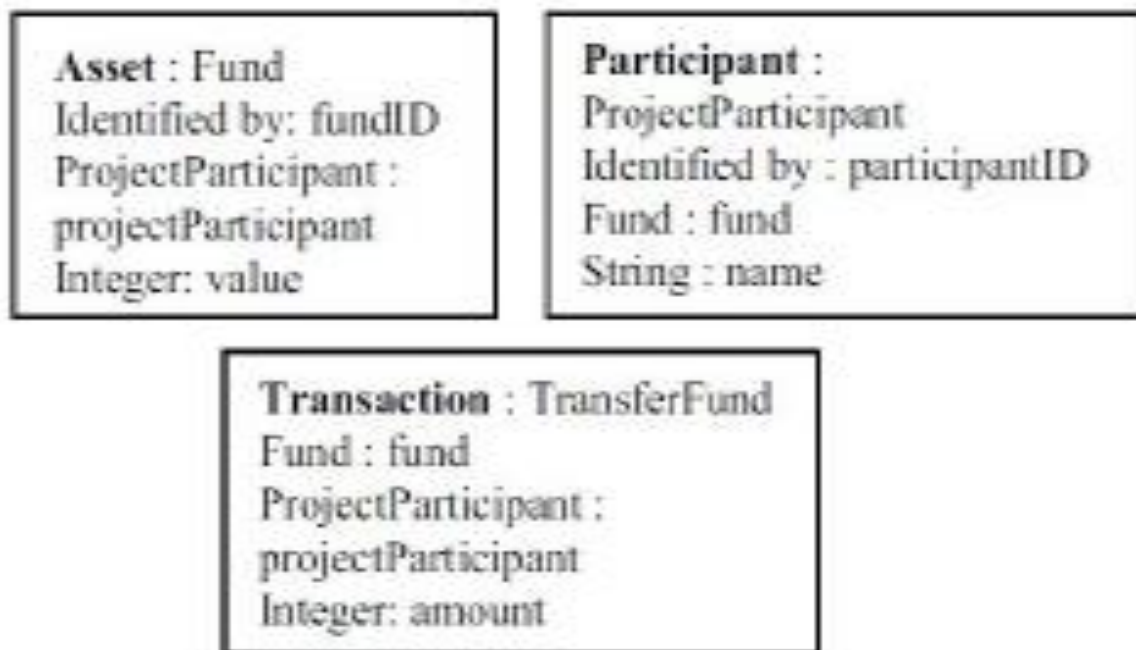 Asset : Fund
Identified by: fundID
ProjectParticipant :
projectParticipant
Integer: value
Participant :
ProjectParticipant
Identified by : participantID
Fund : fund
String : name
Transaction : TransferFund
Fund : fund
ProjectParticipant :
projectParticipant
Integer: amount